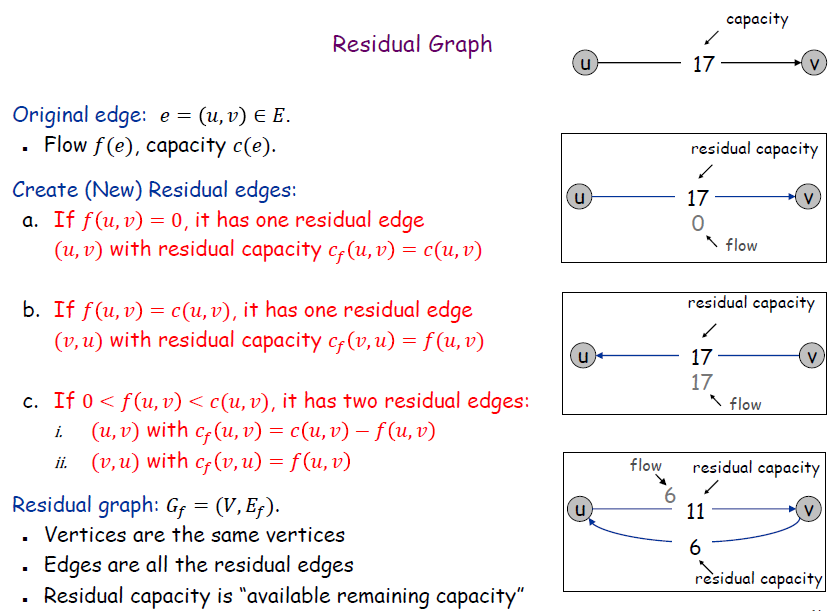 Residual Graph
capacity
u 17 v
Original edge: e = (u, v) ∈ E.
▪ Flow f(e), capacity c(e).
Create (New) Residual edges:
a. If f(u, v) = 0, it has one residual edge
(u, v) with residual capacity c_f(u, v) = c(u, v)
residual capacity
u 17 v
0
flow
b. If f(u, v) = c(u, v), it has one residual edge
(v, u) with residual capacity c_f(v, u) = f(u, v)
residual capacity
u 17 v
17
flow
c. If 0 < f(u, v) < c(u, v), it has two residual edges:
i. (u, v) with c_f(u, v) = c(u, v) − f(u, v)
ii. (v, u) with c_f(v, u) = f(u, v)
flow residual capacity
6
u 11 v
6
residual capacity
Residual graph: G_f = (V, E_f).
▪ Vertices are the same vertices
▪ Edges are all the residual edges
▪ Residual capacity is “available remaining capacity”